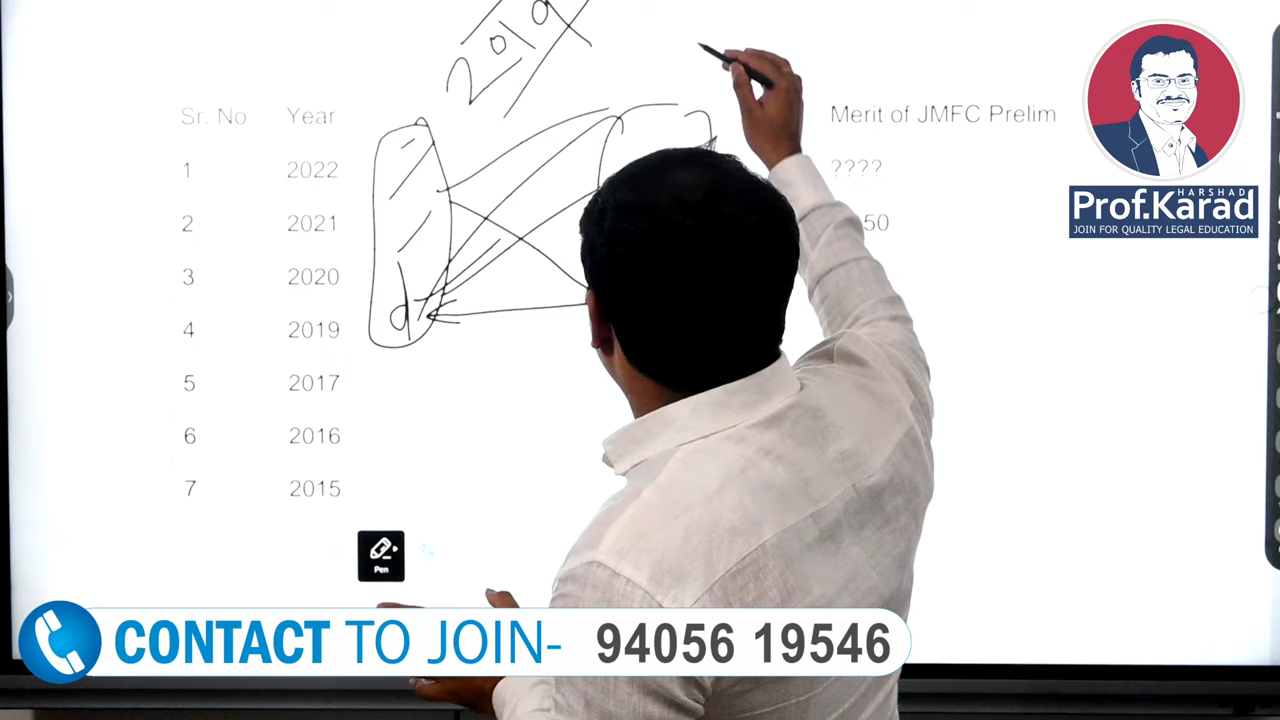 2019
Sr. No Year Merit of JMFC Prelim
1 2022 ????
2 2021 50
3 2020
4 2019
5 2017
6 2016
7 2015
Pen
HARSHAD
Prof.Karad
JOIN FOR QUALITY LEGAL EDUCATION
CONTACT TO JOIN- 94056 19546